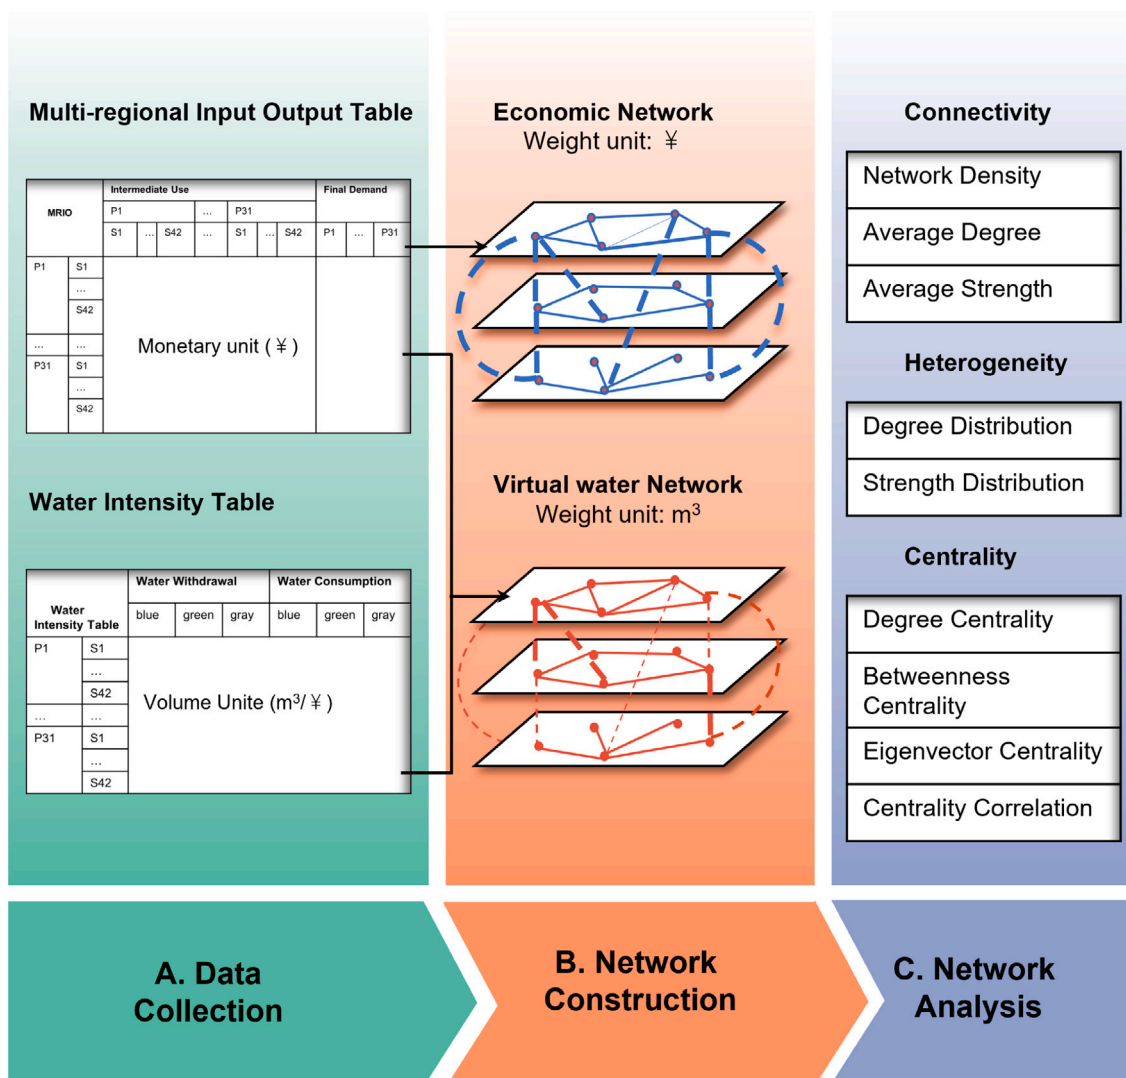 Multi-regional Input Output Table
MRIO
Intermediate Use
Final Demand
P1
...
P31
S1
...
S42
...
S1
...
S42
P1
...
P31
P1
S1
...
S42
...
...
P31
S1
...
S42
Monetary unit (¥)
Water Intensity Table
Water
Intensity Table
Water Withdrawal
Water Consumption
blue
green
gray
blue
green
gray
P1
S1
...
S42
...
...
P31
S1
...
S42
Volume Unite (m³/¥)
Economic Network
Weight unit: ¥
Virtual water Network
Weight unit: m³
Connectivity
Network Density
Average Degree
Average Strength
Heterogeneity
Degree Distribution
Strength Distribution
Centrality
Degree Centrality
Betweenness
Centrality
Eigenvector Centrality
Centrality Correlation
A. Data
Collection
B. Network
Construction
C. Network
Analysis